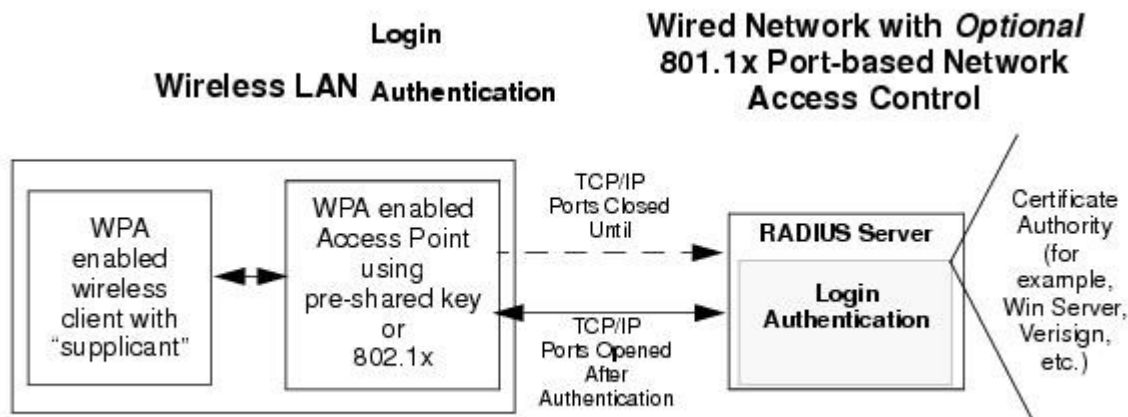 Login
Wireless LAN Authentication
Wired Network with Optional
801.1x Port-based Network
Access Control
WPA
enabled
wireless
client with
“supplicant”
WPA enabled
Access Point
using
pre-shared key
or
802.1x
TCP/IP
Ports Closed
Until
TCP/IP
Ports Opened
After
Authentication
RADIUS Server
Login
Authentication
Certificate
Authority
(for
example,
Win Server,
Verisign,
etc.)